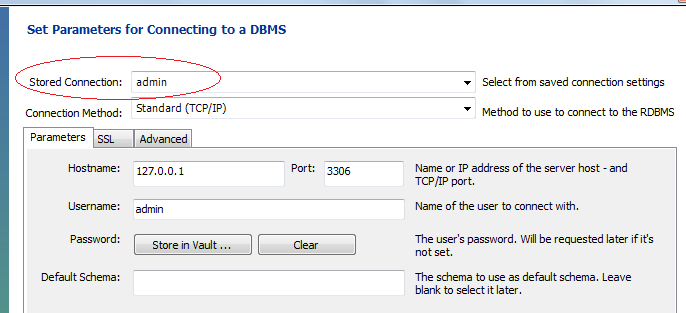 Set Parameters for Connecting to a DBMS
Stored Connection: admin Select from saved connection settings
Connection Method: Standard (TCP/IP) Method to use to connect to the RDBMS
Parameters SSL Advanced
Hostname: 127.0.0.1 Port: 3306 Name or IP address of the server host - and
TCP/IP port.
Username: admin Name of the user to connect with.
Password: Store in Vault ... Clear The user's password. Will be requested later if it's
not set.
Default Schema: The schema to use as default schema. Leave
blank to select it later.